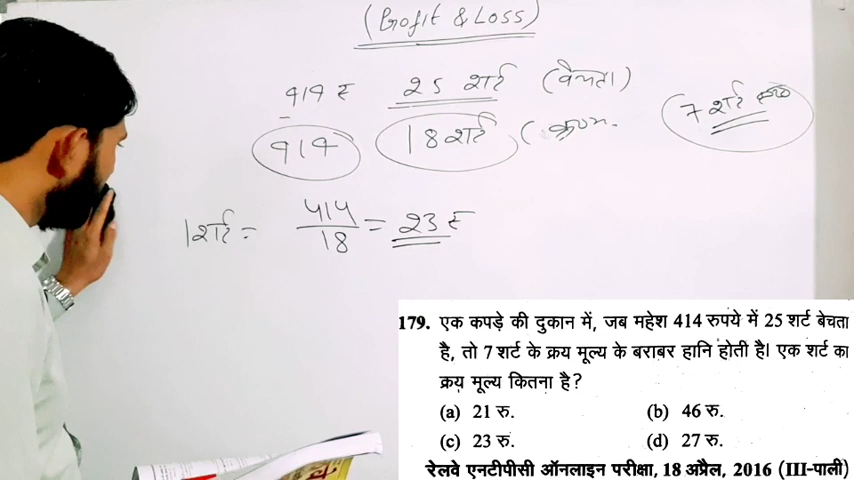 (Profit & Loss)
414 ₹ 25 शर्ट (बेचता)
7 शर्ट
414 18 शर्ट (
1 शर्ट = 414/18 = 23 ₹
179. एक कपड़े की दुकान में, जब महेश 414 रुपये में 25 शर्ट बेचता
है, तो 7 शर्ट के क्रय मूल्य के बराबर हानि होती है। एक शर्ट का
क्रय मूल्य कितना है?
(a) 21 रु. (b) 46 रु.
(c) 23 रु. (d) 27 रु.
रेलवे एनटीपीसी ऑनलाइन परीक्षा, 18 अप्रैल, 2016 (III-पाली)